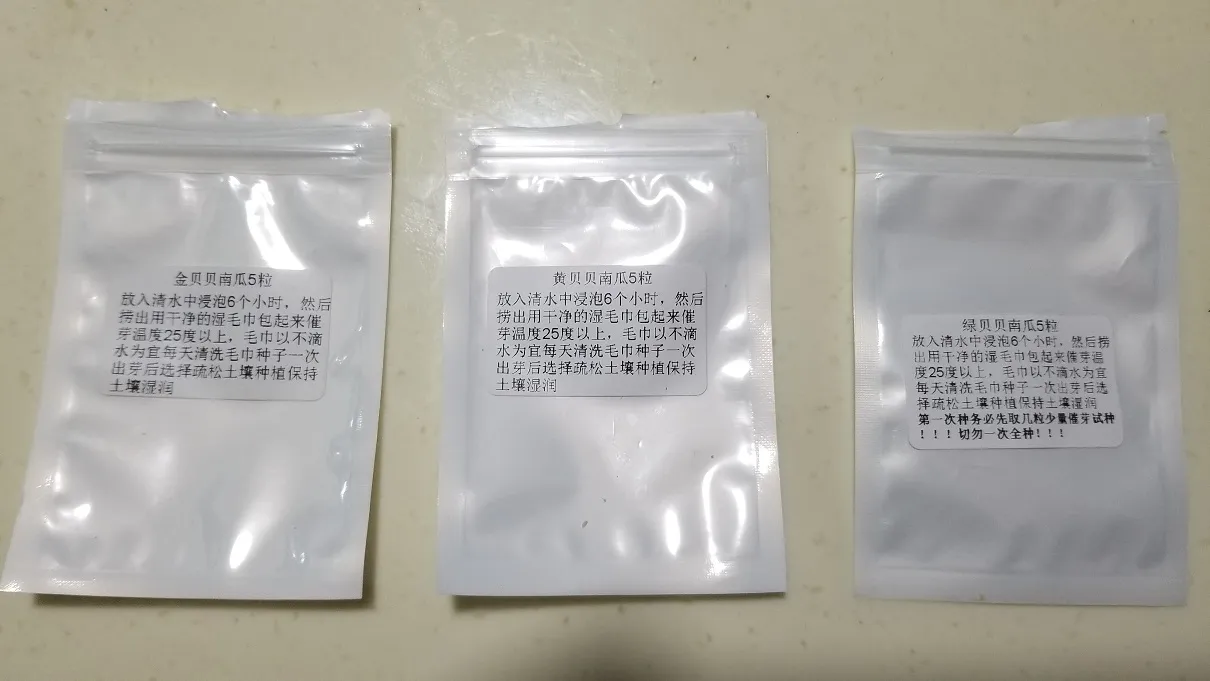 金贝贝南瓜5粒
放入清水中浸泡6个小时，然后
捞出用干净的湿毛巾包起来催
芽温度25度以上，毛巾以不滴
水为宜每天清洗毛巾种子一次
出芽后选择疏松土壤种植保持
土壤湿润
黄贝贝南瓜5粒
放入清水中浸泡6个小时，然后
捞出用干净的湿毛巾包起来催
芽温度25度以上，毛巾以不滴
水为宜每天清洗毛巾种子一次
出芽后选择疏松土壤种植保持
土壤湿润
绿贝贝南瓜5粒
放入清水中浸泡6个小时，然后捞
出用干净的湿毛巾包起来催芽温
度25度以上，毛巾以不滴水为宜
每天清洗毛巾种子一次出芽后选
择疏松土壤种植保持土壤湿润
第一次种务必先取几粒少量催芽试种
！！！切勿一次全种！！！